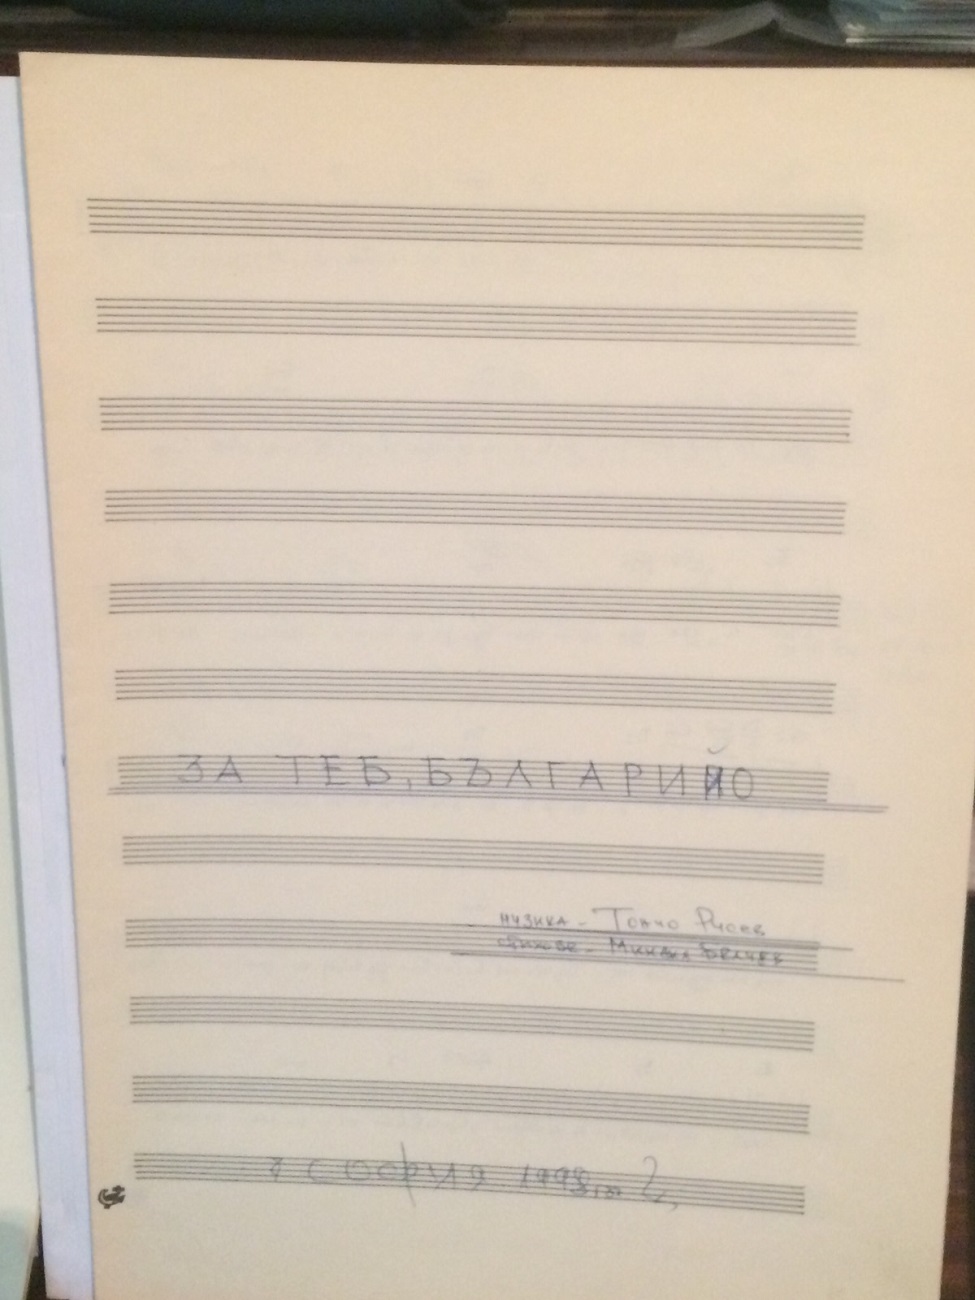 ЗА ТЕБ, БЪЛГАРИЙО
музика - Тончо Русев
стихове - Михаил Белчев
СОФИЯ 1998 г.